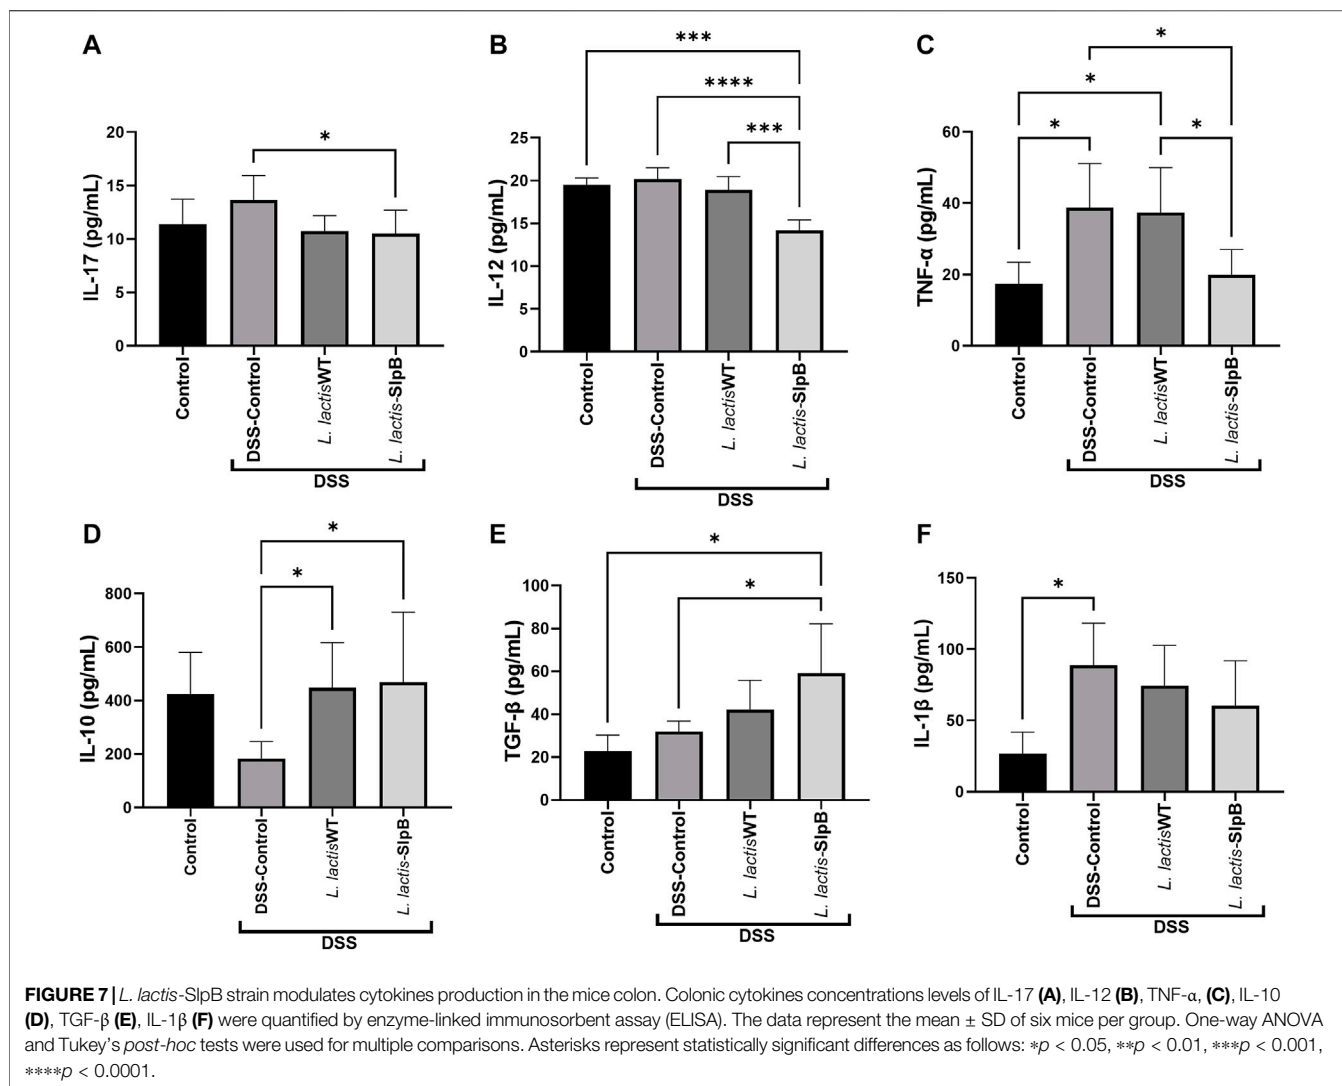 A
*
IL-17 (pg/mL)
20
15
10
5
0
Control
DSS-Control
L. lactisWT
L. lactis-SlpB
DSS
B
***
****
***
IL-12 (pg/mL)
25
20
15
10
5
0
Control
DSS-Control
L. lactisWT
L. lactis-SlpB
DSS
C
*
*
*
*
TNF-α (pg/mL)
60
40
20
0
Control
DSS-Control
L. lactisWT
L. lactis-SlpB
DSS
D
*
*
IL-10 (pg/mL)
800
600
400
200
0
Control
DSS-Control
L. lactisWT
L. lactis-SlpB
DSS
E
*
*
TGF-β (pg/mL)
100
80
60
40
20
0
Control
DSS-Control
L. lactisWT
L. lactis-SlpB
DSS
F
*
IL-1β (pg/mL)
150
100
50
0
Control
DSS-Control
L. lactisWT
L. lactis-SlpB
DSS
FIGURE 7 | L. lactis-SlpB strain modulates cytokines production in the mice colon. Colonic cytokines concentrations levels of IL-17 (A), IL-12 (B), TNF-α, (C), IL-10
(D), TGF-β (E), IL-1β (F) were quantified by enzyme-linked immunosorbent assay (ELISA). The data represent the mean ± SD of six mice per group. One-way ANOVA
and Tukey's post-hoc tests were used for multiple comparisons. Asterisks represent statistically significant differences as follows: *p < 0.05, **p < 0.01, ***p < 0.001,
****p < 0.0001.